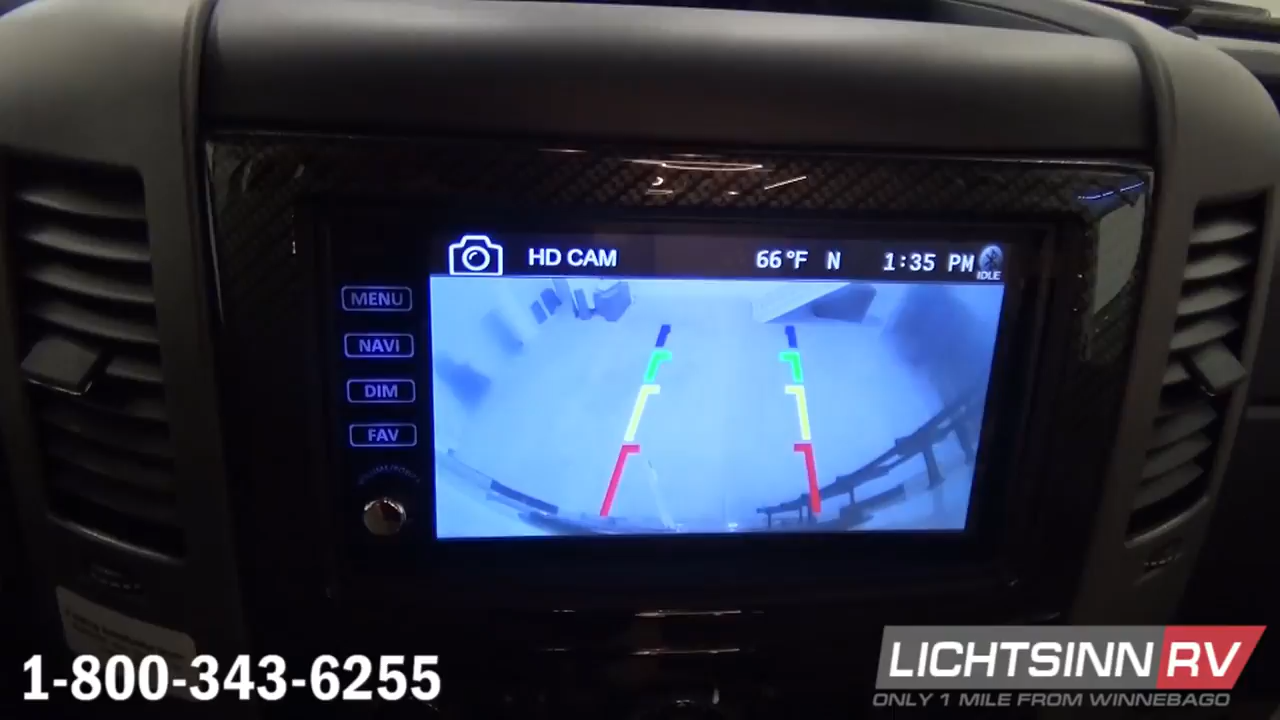 HD CAM 66°F N 1:35 PM
IDLE
MENU
NAVI
DIM
FAV
1-800-343-6255
LICHTSINN RV
ONLY 1 MILE FROM WINNEBAGO